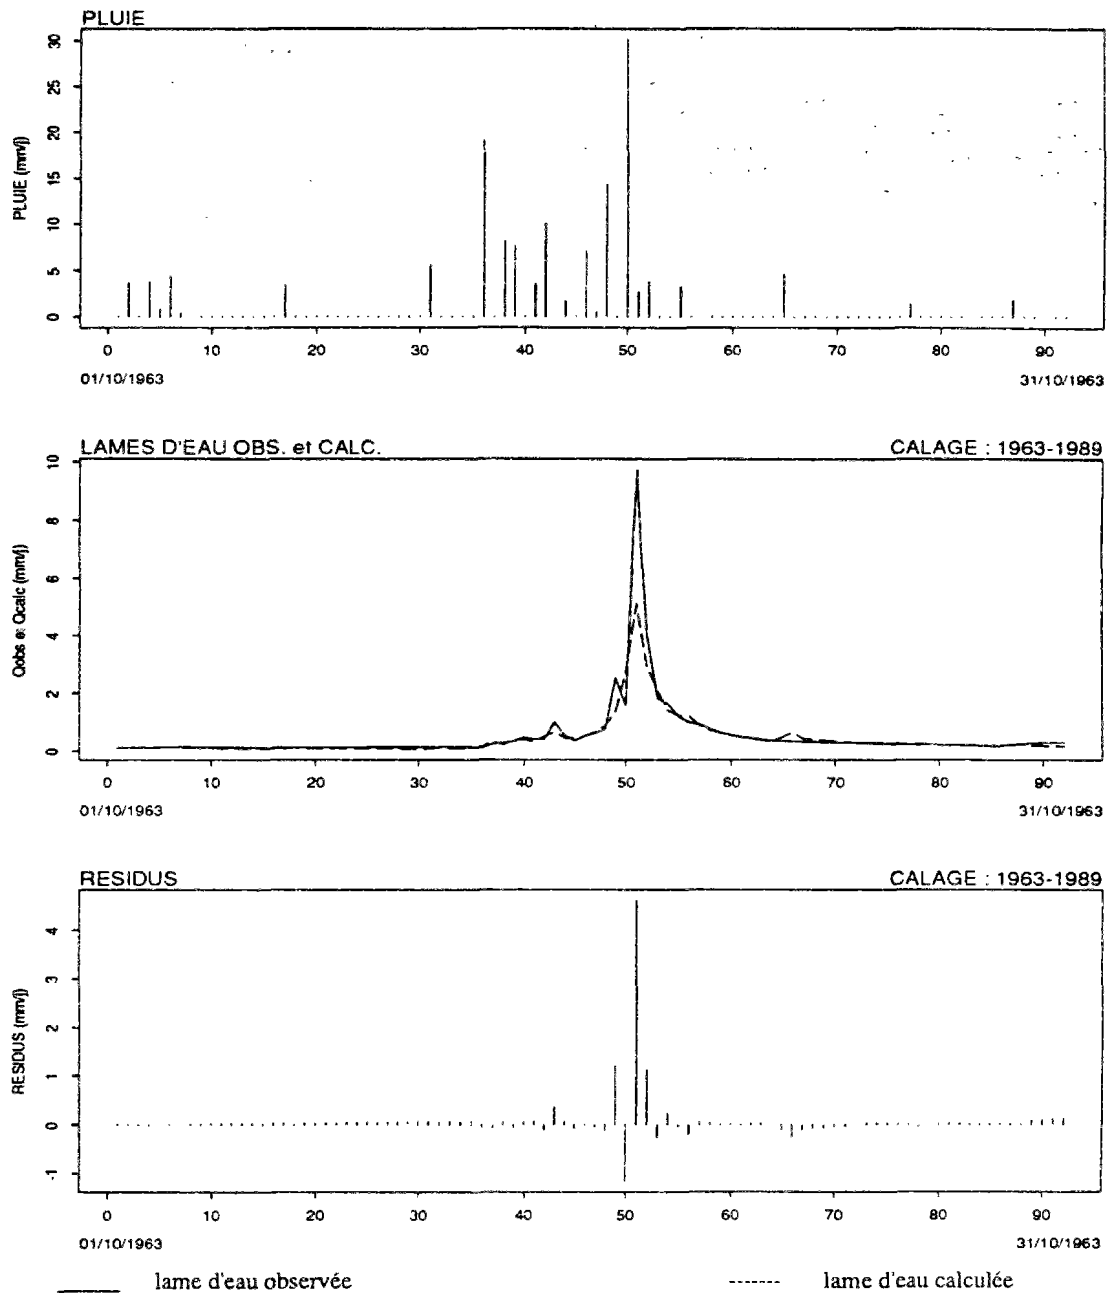 PLUIE
PLUIE (mm/j)
30
25
20
15
10
5
0
0 10 20 30 40 50 60 70 80 90
01/10/1963 31/10/1963
LAMES D'EAU OBS. et CALC. CALAGE : 1963-1989
Qobs et Qcalc (mm/j)
10
8
6
4
2
0
0 10 20 30 40 50 60 70 80 90
01/10/1963 31/10/1963
RESIDUS CALAGE : 1963-1989
RESIDUS (mm/j)
4
3
2
1
0
-1
0 10 20 30 40 50 60 70 80 90
01/10/1963 31/10/1963
lame d'eau observée lame d'eau calculée